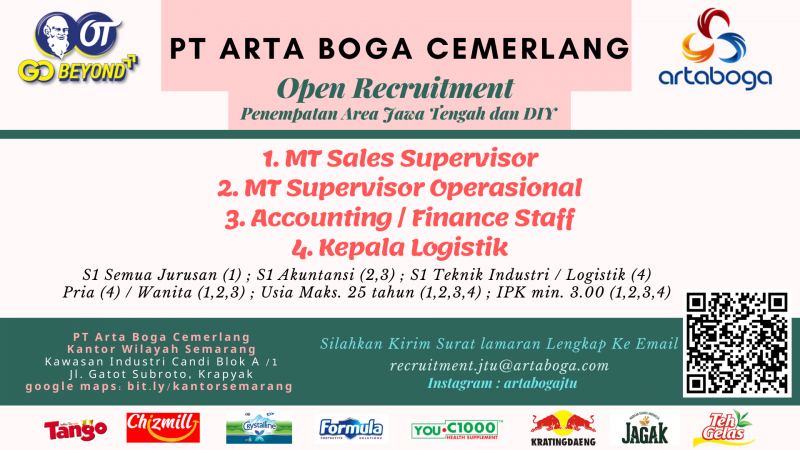 OT
GO BEYOND
PT ARTA BOGA CEMERLANG
artaboga
Open Recruitment
Penempatan Area Jawa Tengah dan DIY
1. MT Sales Supervisor
2. MT Supervisor Operasional
3. Accounting / Finance Staff
4. Kepala Logistik
S1 Semua Jurusan (1) ; S1 Akuntansi (2,3) ; S1 Teknik Industri / Logistik (4)
Pria (4) / Wanita (1,2,3) ; Usia Maks. 25 tahun (1,2,3,4) ; IPK min. 3.00 (1,2,3,4)
PT Arta Boga Cemerlang
Kantor Wilayah Semarang
Kawasan Industri Candi Blok A /1
Jl. Gatot Subroto, Krapyak
google maps: bit.ly/kantorsemarang
Silahkan Kirim Surat lamaran Lengkap Ke Email
recruitment.jtu@artaboga.com
Instagram : artabogajtu
Tango
Chizmill
Crystalline
Formula
PROTECTIVE SOLUTIONS
YOU C1000
HEALTH SUPPLEMENT
KRATINGDAENG
JAGAK
Teh
Gelas